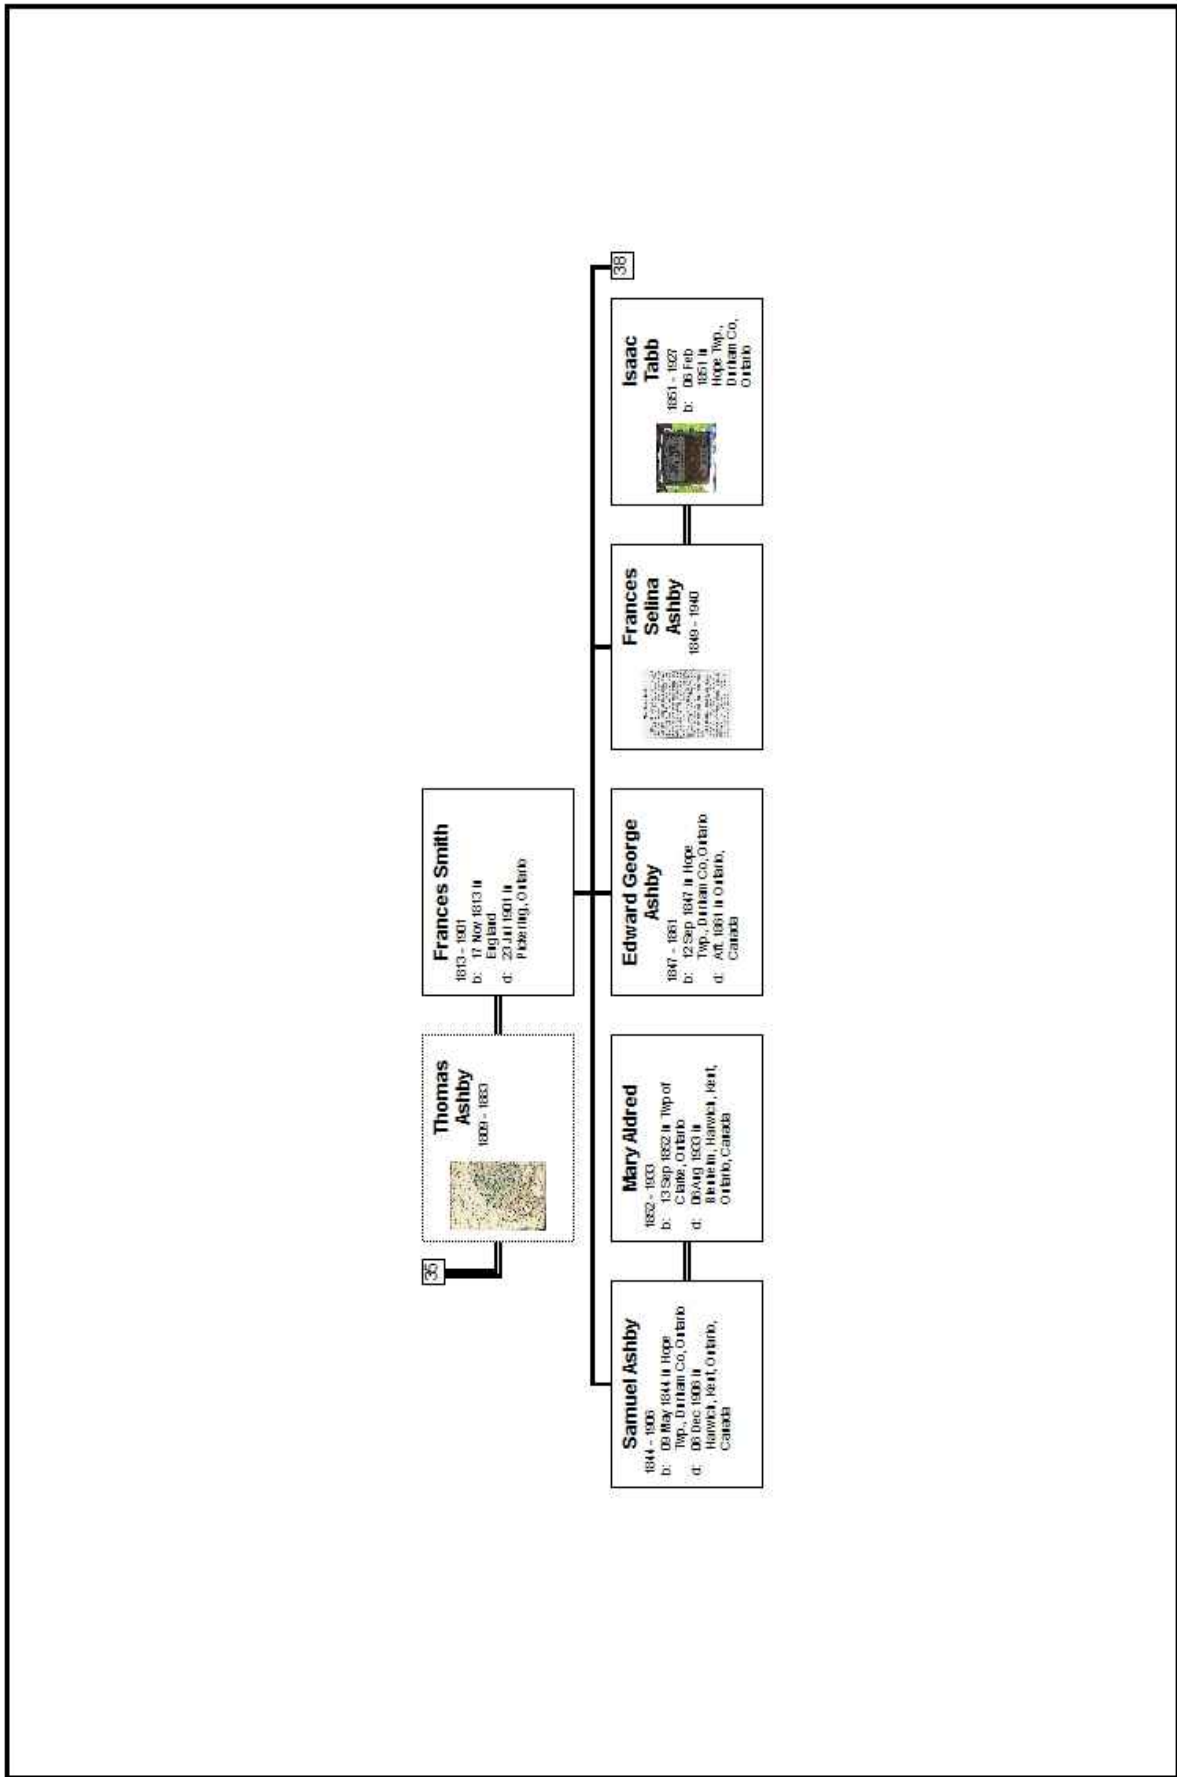 35
Thomas
Ashby
1809 - 1883
Frances Smith
1813 - 1901
b: 17 Nov 1813 in
England
d: 23 Jul 1901 in
Pickering, Ontario
Samuel Ashby
1844 - 1906
b: 09 May 1844 in Hope
Twp., Durham Co, Ontario
d: 06 Dec 1906 in
Harwich, Kent, Ontario,
Canada
Mary Aldred
1852 - 1933
b: 13 Sep 1852 in Twp of
Clarke, Ontario
d: 06 Aug 1933 in
Blenheim, Harwich, Kent,
Ontario, Canada
Edward George
Ashby
1847 - 1861
b: 12 Sep 1847 in Hope
Twp., Durham Co, Ontario
d: Aft. 1861 in Ontario,
Canada
Frances
Selina
Ashby
1849 - 1940
Isaac
Tabb
1851 - 1927
b: 06 Feb
1851 in
Hope Twp.,
Durham Co,
Ontario
38